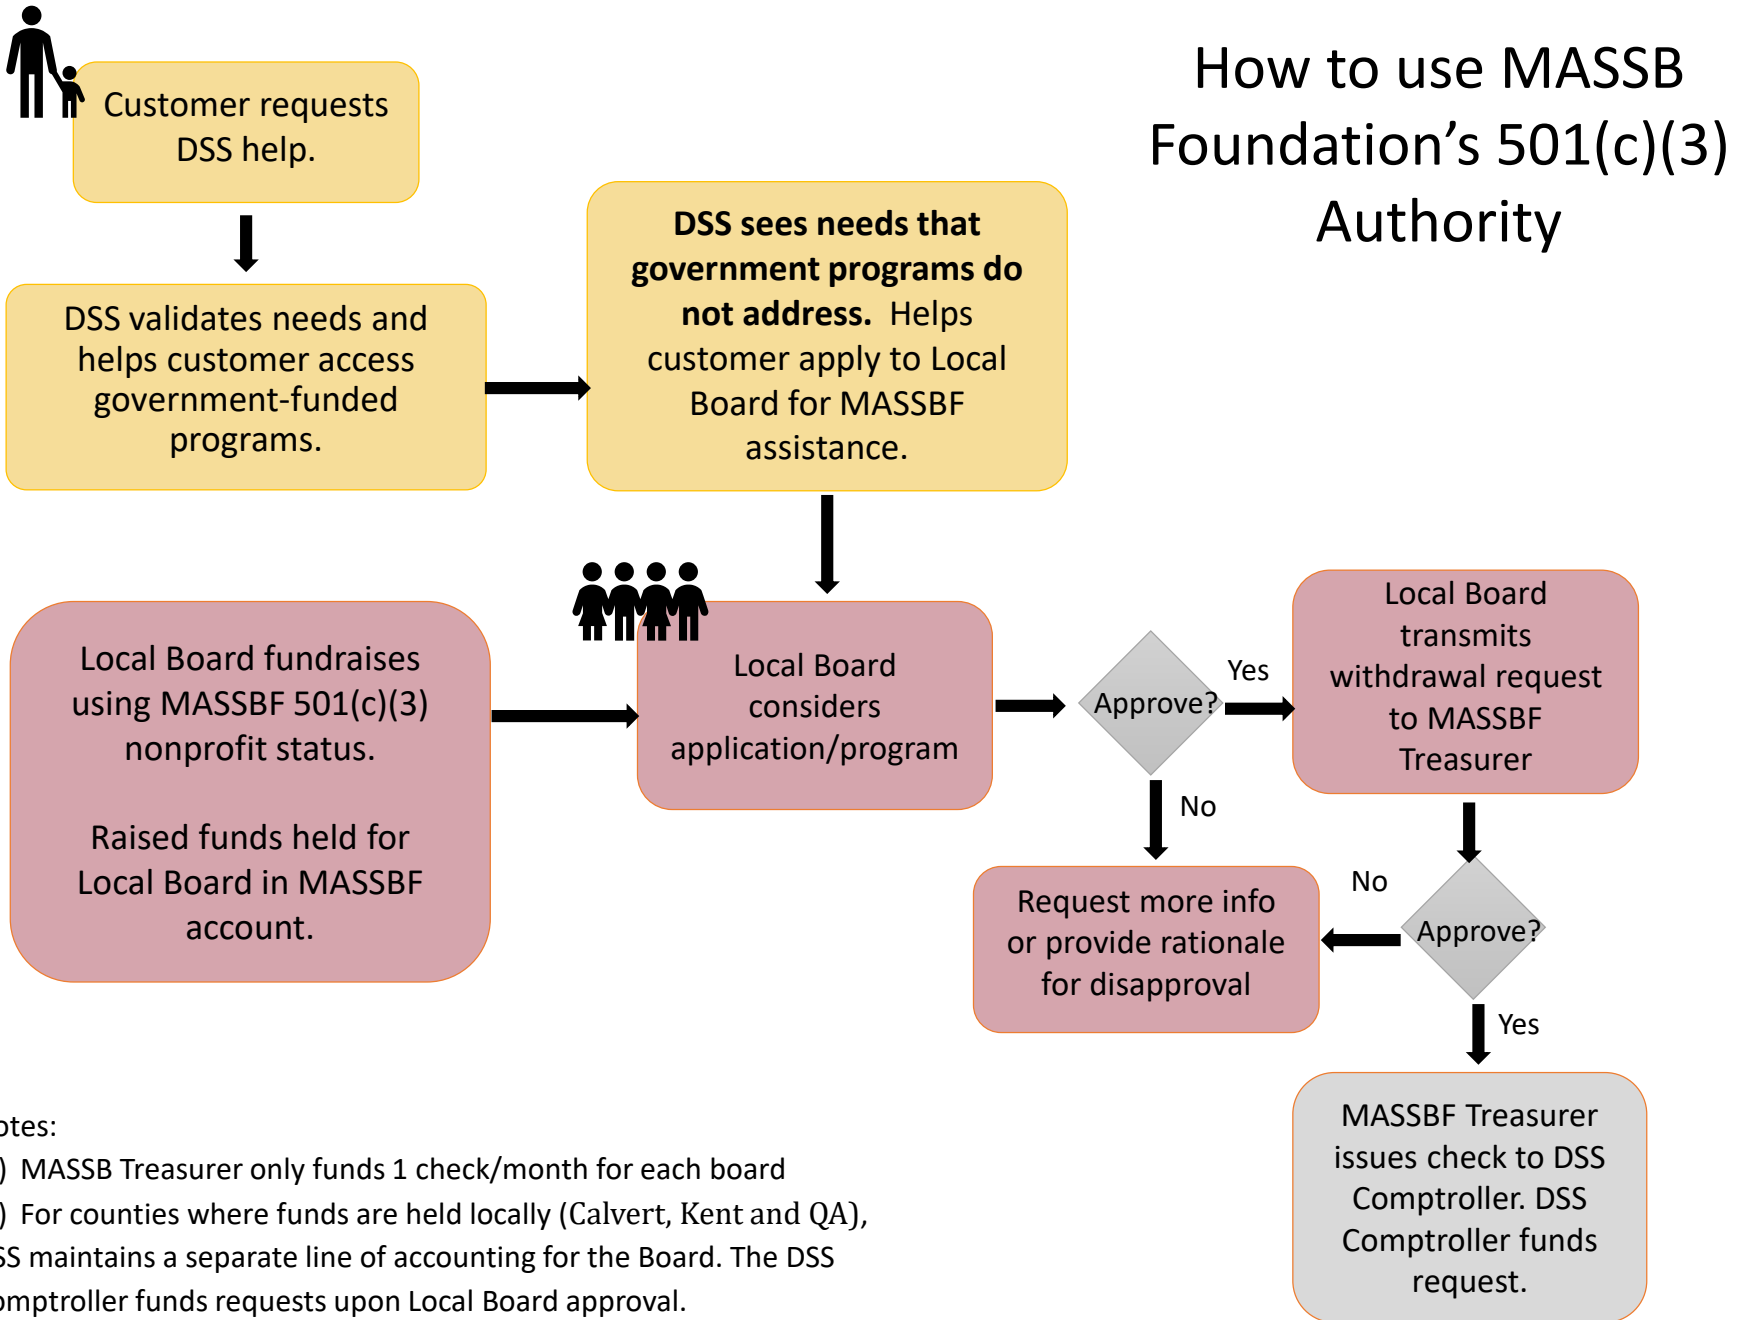 How to use MASSB
Foundation’s 501(c)(3)
Authority
Customer requests
DSS help.
DSS validates needs and
helps customer access
government-funded
programs.
DSS sees needs that
government programs do
not address.  Helps
customer apply to Local
Board for MASSBF
assistance.
Local Board fundraises
using MASSBF 501(c)(3)
nonprofit status.
Raised funds held for
Local Board in MASSBF
account.
Local Board
considers
application/program
Approve?
Yes
No
Local Board
transmits
withdrawal request
to MASSBF
Treasurer
Request more info
or provide rationale
for disapproval
No
Approve?
Yes
MASSBF Treasurer
issues check to DSS
Comptroller. DSS
Comptroller funds
request.
otes:
) MASSB Treasurer only funds 1 check/month for each board
) For counties where funds are held locally (Calvert, Kent and QA),
SS maintains a separate line of accounting for the Board. The DSS
omptroller funds requests upon Local Board approval.